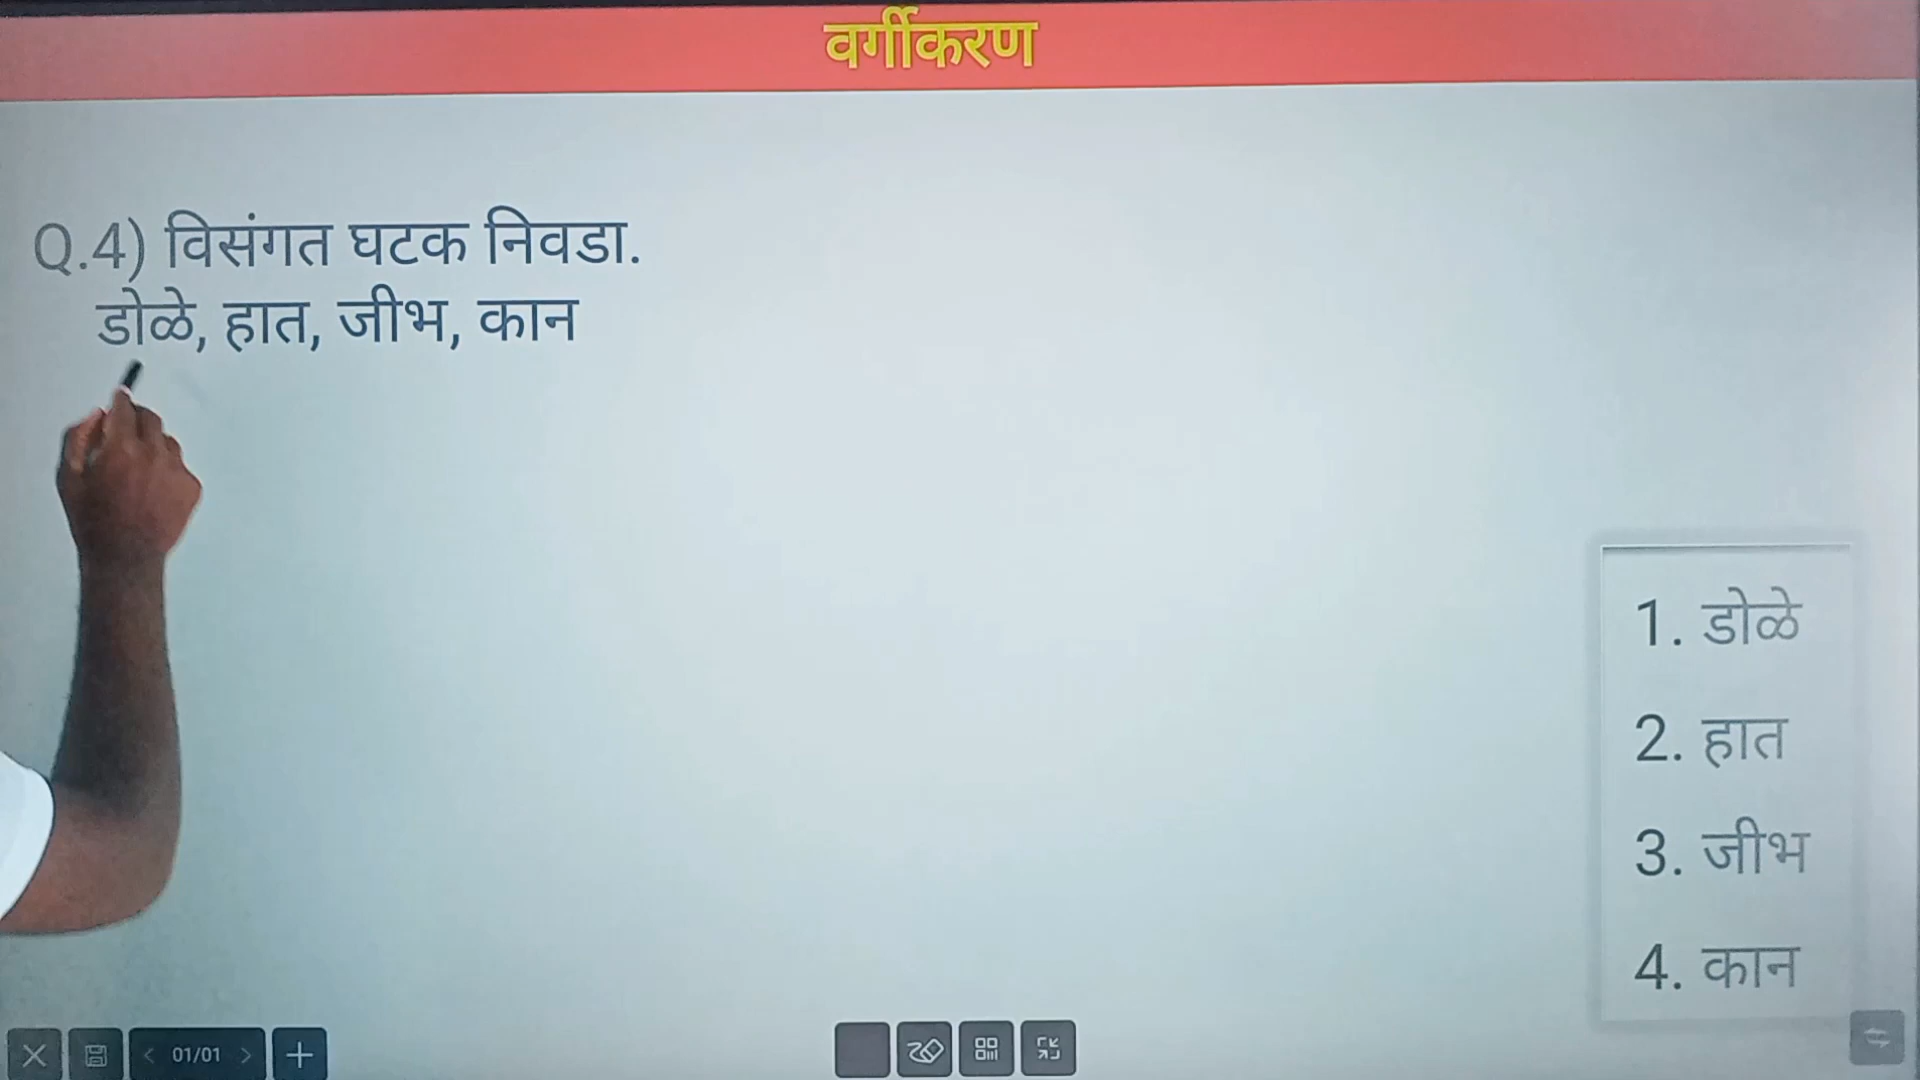 वर्गीकरण
Q.4) विसंगत घटक निवडा.
डोळे, हात, जीभ, कान
1. डोळे
2. हात
3. जीभ
4. कान
01/01